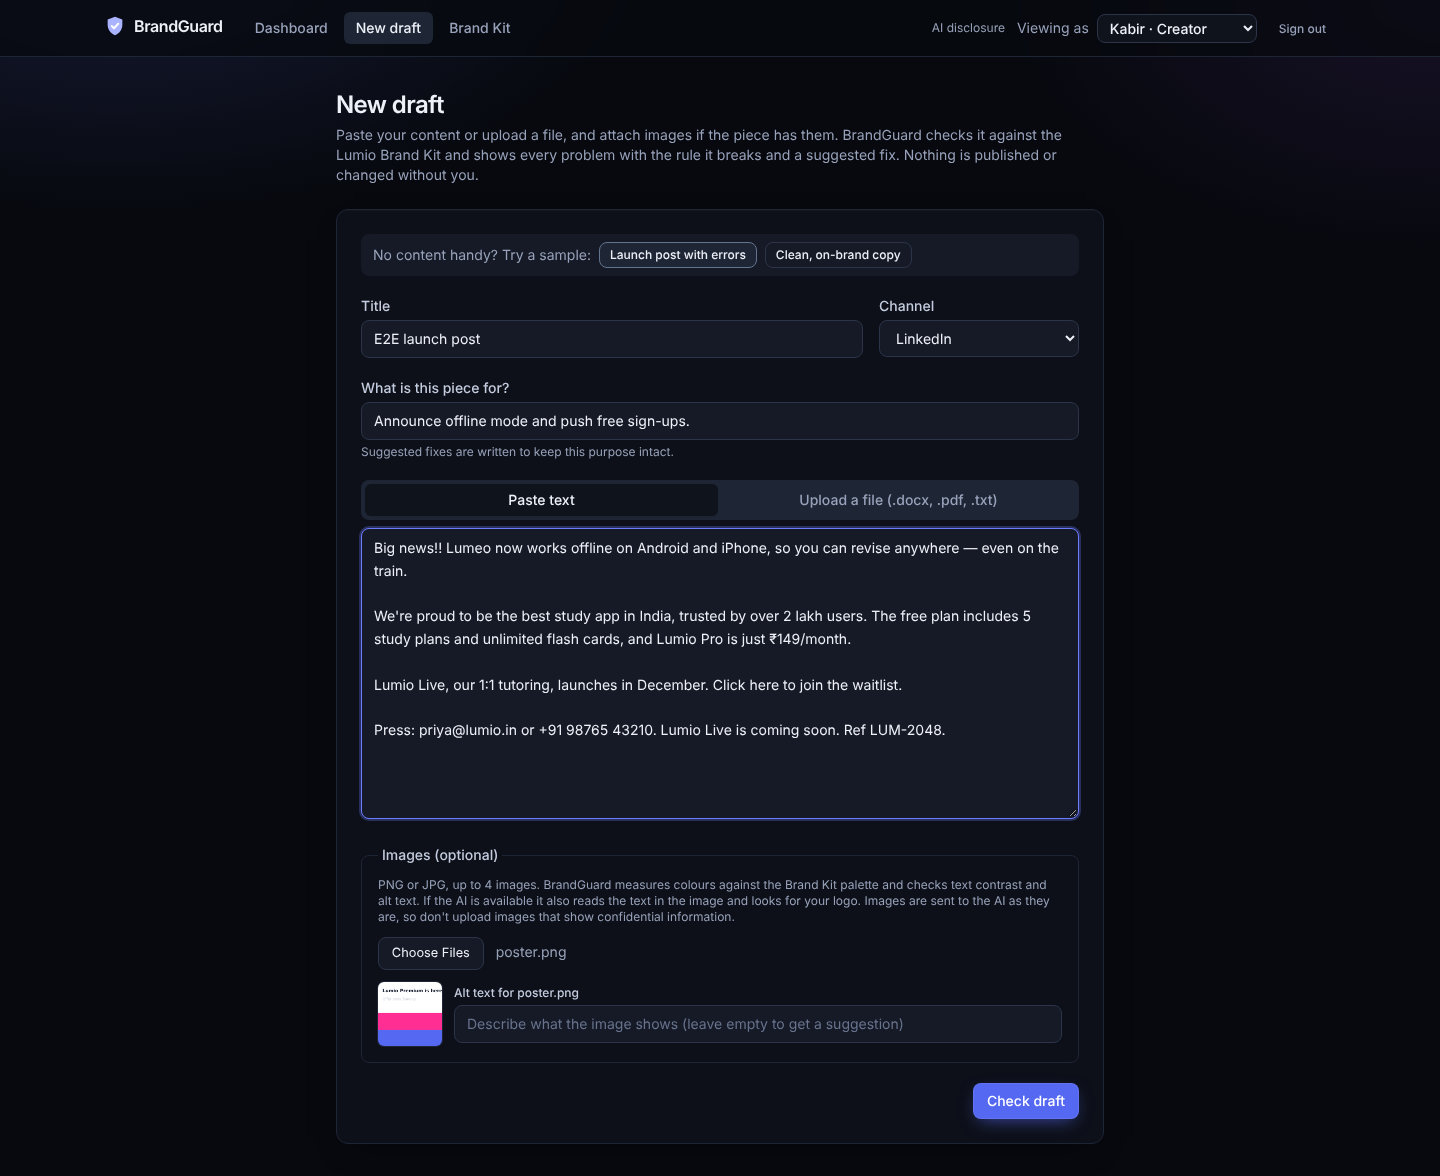 BrandGuard
Dashboard
New draft
Brand Kit
AI disclosure
Viewing as
Kabir · Creator
Sign out
New draft
Paste your content or upload a file, and attach images if the piece has them. BrandGuard checks it against the
Lumio Brand Kit and shows every problem with the rule it breaks and a suggested fix. Nothing is published or
changed without you.
No content handy? Try a sample:
Launch post with errors
Clean, on-brand copy
Title
Channel
E2E launch post
LinkedIn
What is this piece for?
Announce offline mode and push free sign-ups.
Suggested fixes are written to keep this purpose intact.
Paste text
Upload a file (.docx, .pdf, .txt)
Big news!! Lumeo now works offline on Android and iPhone, so you can revise anywhere — even on the
train.
We're proud to be the best study app in India, trusted by over 2 lakh users. The free plan includes 5
study plans and unlimited flash cards, and Lumio Pro is just ₹149/month.
Lumio Live, our 1:1 tutoring, launches in December. Click here to join the waitlist.
Press: priya@lumio.in or +91 98765 43210. Lumio Live is coming soon. Ref LUM-2048.
Images (optional)
PNG or JPG, up to 4 images. BrandGuard measures colours against the Brand Kit palette and checks text contrast and
alt text. If the AI is available it also reads the text in the image and looks for your logo. Images are sent to the AI as they
are, so don't upload images that show confidential information.
Choose Files
poster.png
Lumio Premium is here
Alt text for poster.png
Describe what the image shows (leave empty to get a suggestion)
Check draft